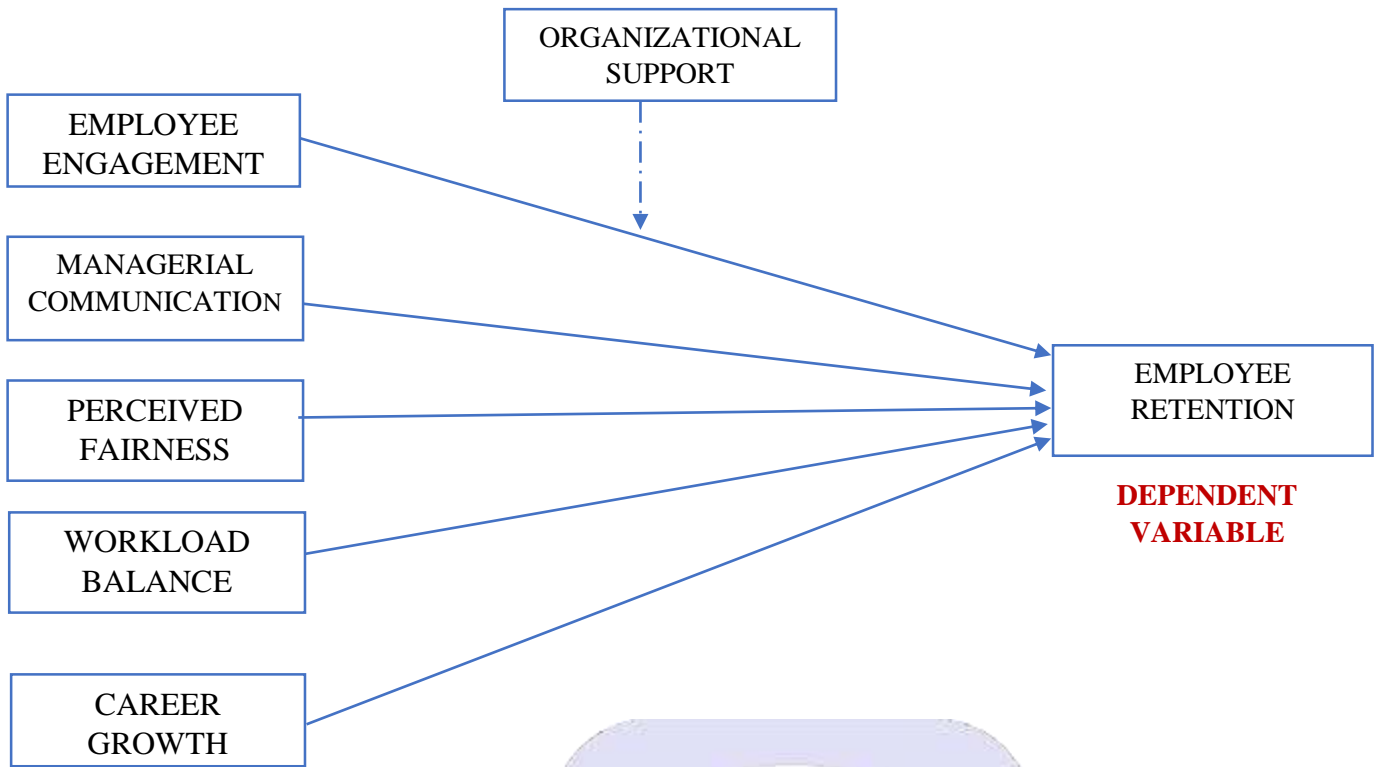 ORGANIZATIONAL
SUPPORT
EMPLOYEE
ENGAGEMENT
MANAGERIAL
COMMUNICATION
PERCEIVED
FAIRNESS
WORKLOAD
BALANCE
CAREER
GROWTH
EMPLOYEE
RETENTION
DEPENDENT
VARIABLE